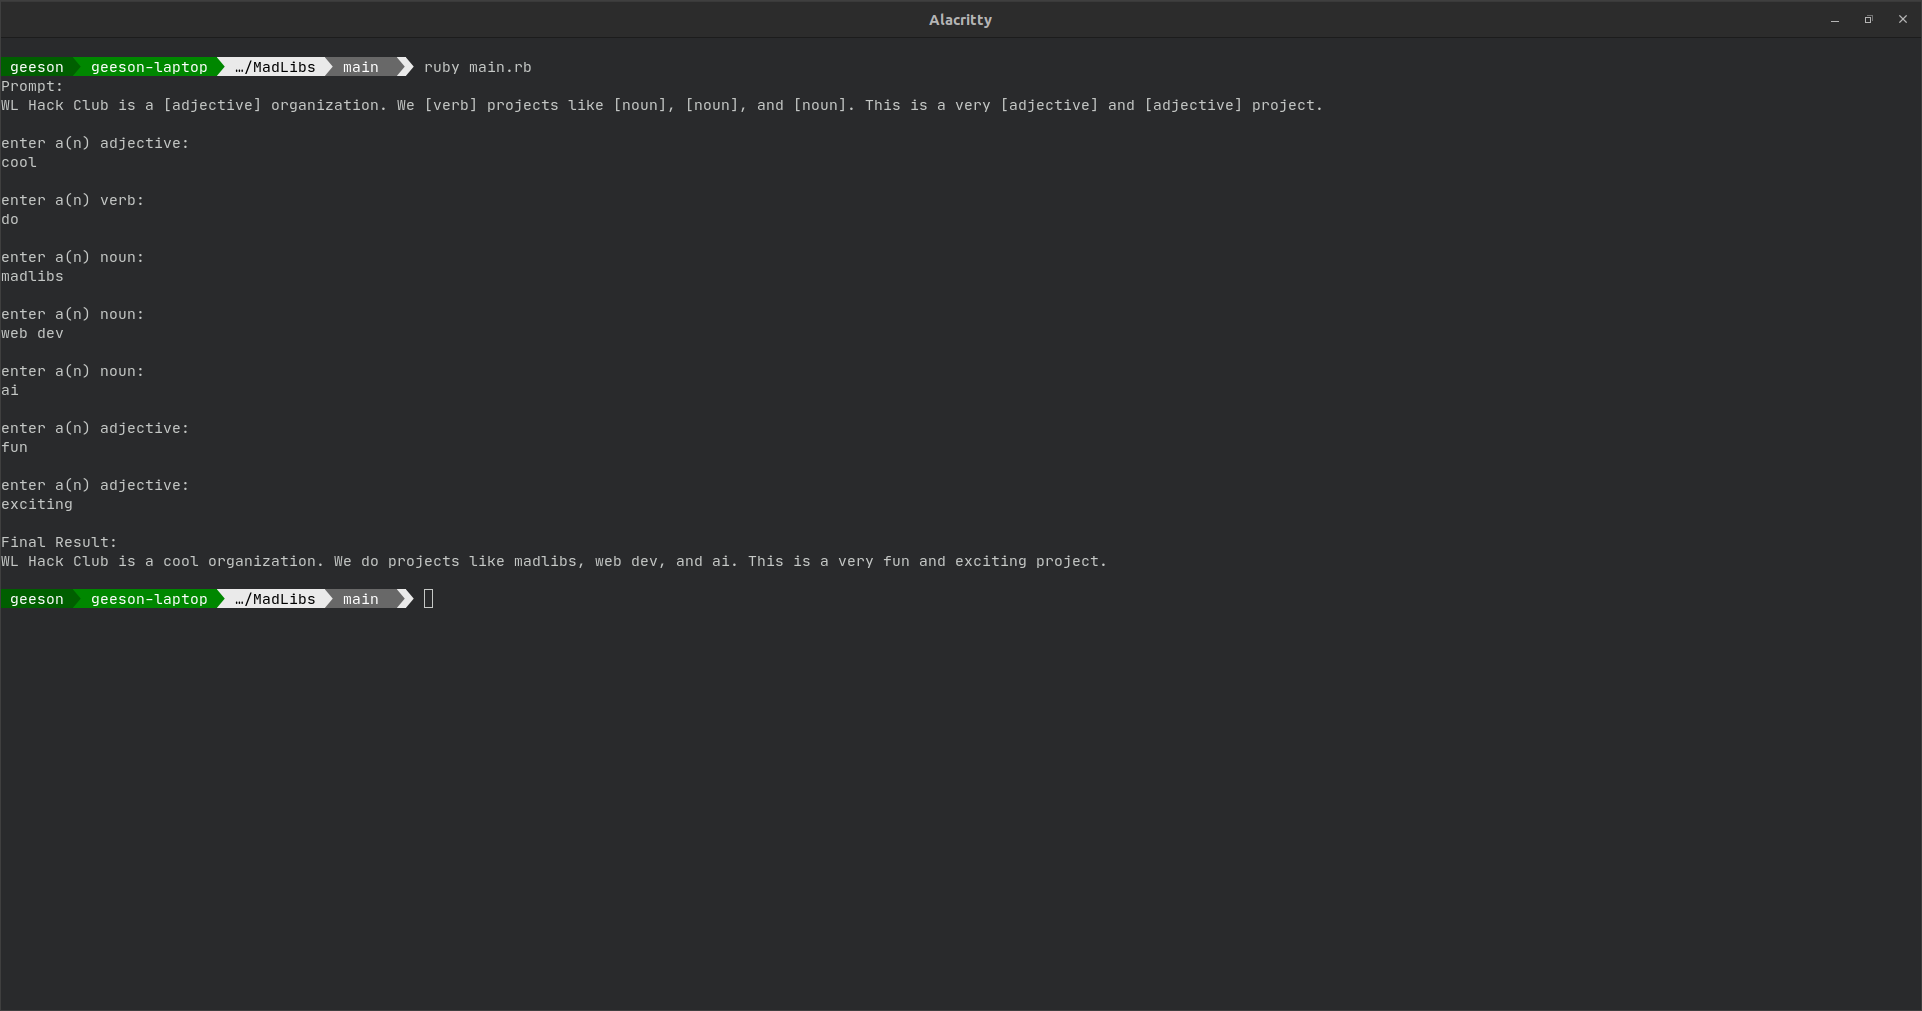 Alacritty
geeson geeson-laptop …/MadLibs main ruby main.rb
Prompt:
WL Hack Club is a [adjective] organization. We [verb] projects like [noun], [noun], and [noun]. This is a very [adjective] and [adjective] project.
enter a(n) adjective:
cool
enter a(n) verb:
do
enter a(n) noun:
madlibs
enter a(n) noun:
web dev
enter a(n) noun:
ai
enter a(n) adjective:
fun
enter a(n) adjective:
exciting
Final Result:
WL Hack Club is a cool organization. We do projects like madlibs, web dev, and ai. This is a very fun and exciting project.
geeson geeson-laptop …/MadLibs main